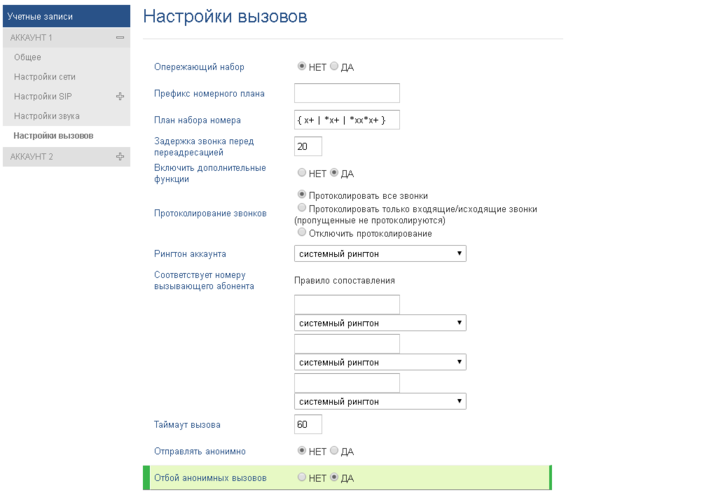 Учетные записи
Настройки вызовов
АККАУНТ 1
Общее
Настройки сети
Настройки SIP
Настройки звука
Настройки вызовов
АККАУНТ 2
Опережающий набор
НЕТ ДА
Префикс номерного плана
План набора номера
{ x+ | *x+ | *xx*x+ }
Задержка звонка перед
переадресацией
20
Включить дополнительные
функции
НЕТ ДА
Протоколирование звонков
Протоколировать все звонки
Протоколировать только входящие/исходящие звонки
(пропущенные не протоколируются)
Отключить протоколирование
Рингтон аккаунта
системный рингтон
Соответствует номеру
вызывающего абонента
Правило сопоставления
системный рингтон
системный рингтон
системный рингтон
Таймаут вызова
60
Отправлять анонимно
НЕТ ДА
Отбой анонимных вызовов
НЕТ ДА